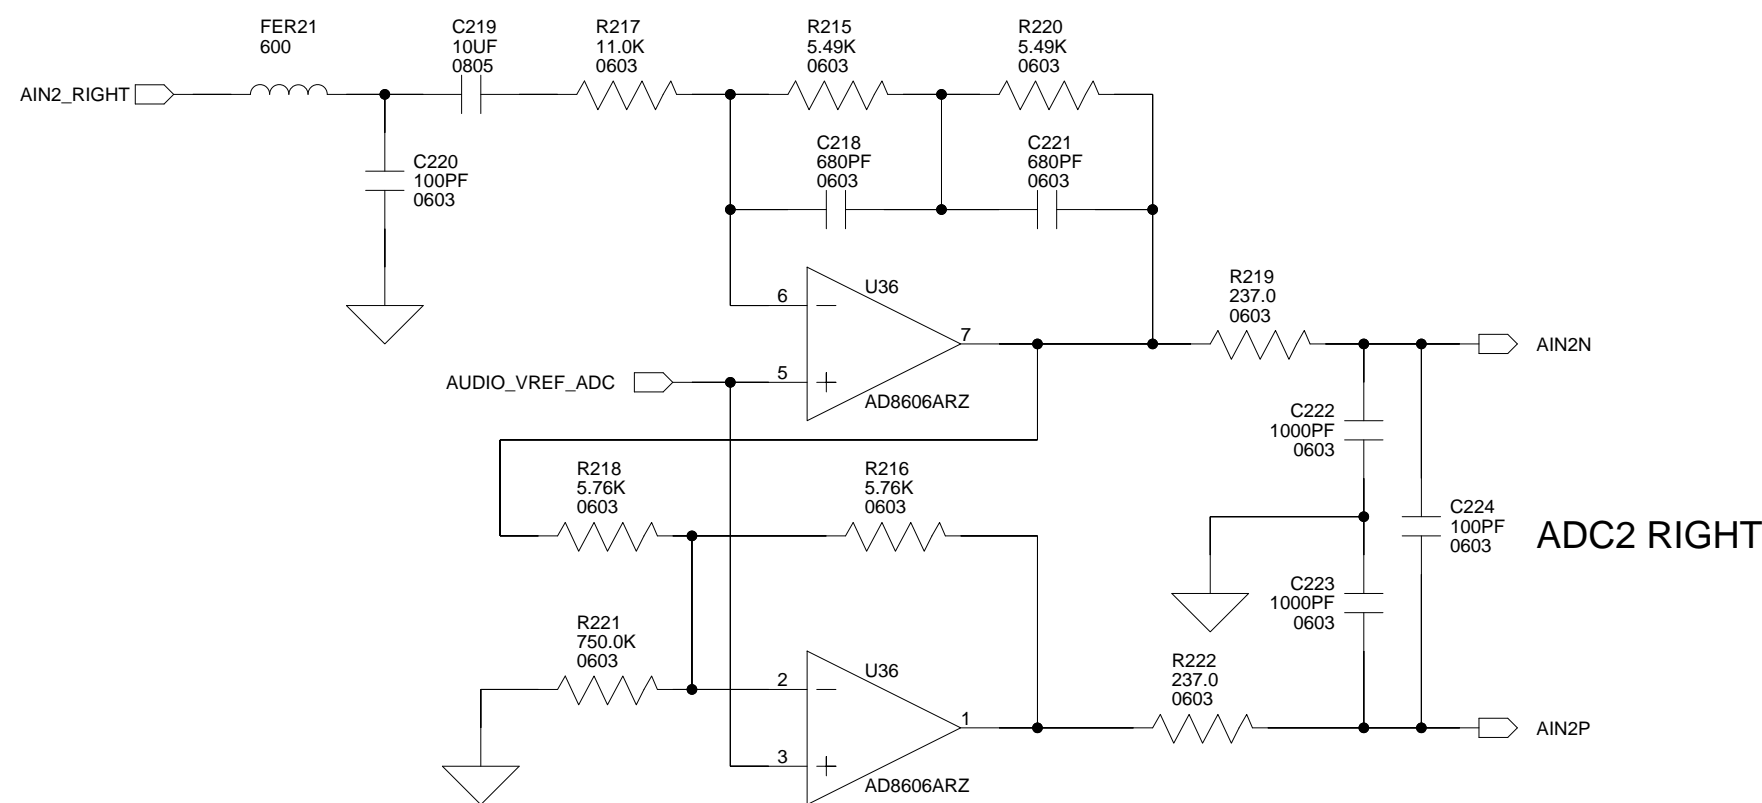 FER21
600
C219
10UF
0805
R217
11.0K
0603
R215
5.49K
0603
R220
5.49K
0603
AIN2_RIGHT
C220
100PF
0603
C218
680PF
0603
C221
680PF
0603
U36
6
7
5
AD8606ARZ
AUDIO_VREF_ADC
R219
237.0
0603
AIN2N
C222
1000PF
0603
R218
5.76K
0603
R216
5.76K
0603
C224
100PF
0603
ADC2 RIGHT
C223
1000PF
0603
R221
750.0K
0603
U36
2
1
3
AD8606ARZ
R222
237.0
0603
AIN2P